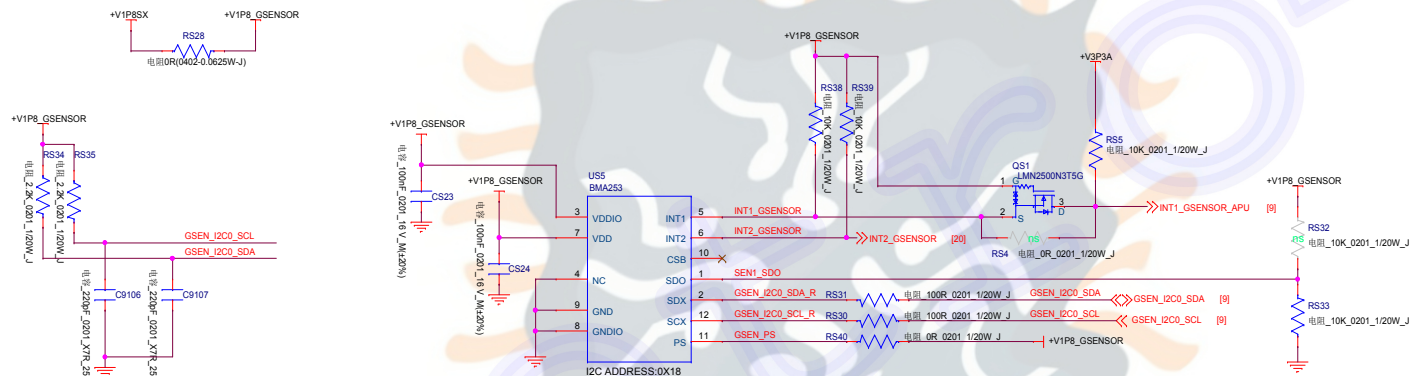 +V1P8SX
+V1P8_GSENSOR
RS28
电阻0R(0402-0.0625W-J)
+V1P8_GSENSOR
RS34
RS35
电阻_2.2K_0201_1/20W_J
电阻_2.2K_0201_1/20W_J
GSEN_I2C0_SCL
GSEN_I2C0_SDA
C9106
C9107
电容_220pF_0201_X7R_25
电容_220pF_0201_X7R_25
+V1P8_GSENSOR
电容_100nF_0201_16 V_M(±20%)
CS23
+V1P8_GSENSOR
电容_100nF_0201_16 V_M(±20%)
CS24
US5
BMA253
3
VDDIO
7
VDD
4
NC
9
GND
8
GNDIO
INT1
5
INT1_GSENSOR
INT2
6
INT2_GSENSOR
INT2_GSENSOR [20]
CSB
10
SDO
1
SEN1_SDO
SDX
2
GSEN_I2C0_SDA_R
RS31
电阻_100R_0201_1/20W_J
GSEN_I2C0_SDA
GSEN_I2C0_SDA [9]
SCX
12
GSEN_I2C0_SCL_R
RS30
电阻_100R_0201_1/20W_J
GSEN_I2C0_SCL
GSEN_I2C0_SCL [9]
PS
11
GSEN_PS
RS40
电阻_0R_0201_1/20W_J
+V1P8_GSENSOR
I2C ADDRESS:0X18
+V1P8_GSENSOR
RS38
RS39
电阻_10K_0201_1/20W_J
电阻_10K_0201_1/20W_J
+V3P3A
RS5
电阻_10K_0201_1/20W_J
QS1
LMN2500N3T5G
1
G
2
S
3
D
INT1_GSENSOR_APU [9]
ns
RS4
电阻_0R_0201_1/20W_J
+V1P8_GSENSOR
RS32
ns
电阻_10K_0201_1/20W_J
RS33
电阻_10K_0201_1/20W_J